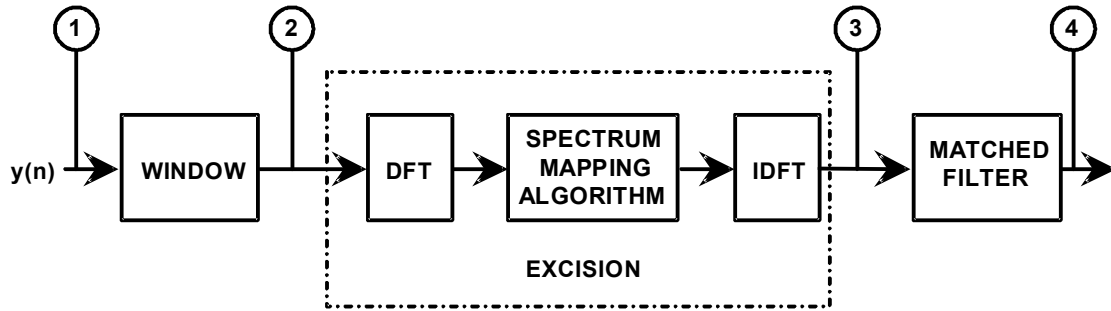 1
2
3
4
y(n)
WINDOW
DFT
SPECTRUM
MAPPING
ALGORITHM
IDFT
MATCHED
FILTER
EXCISION